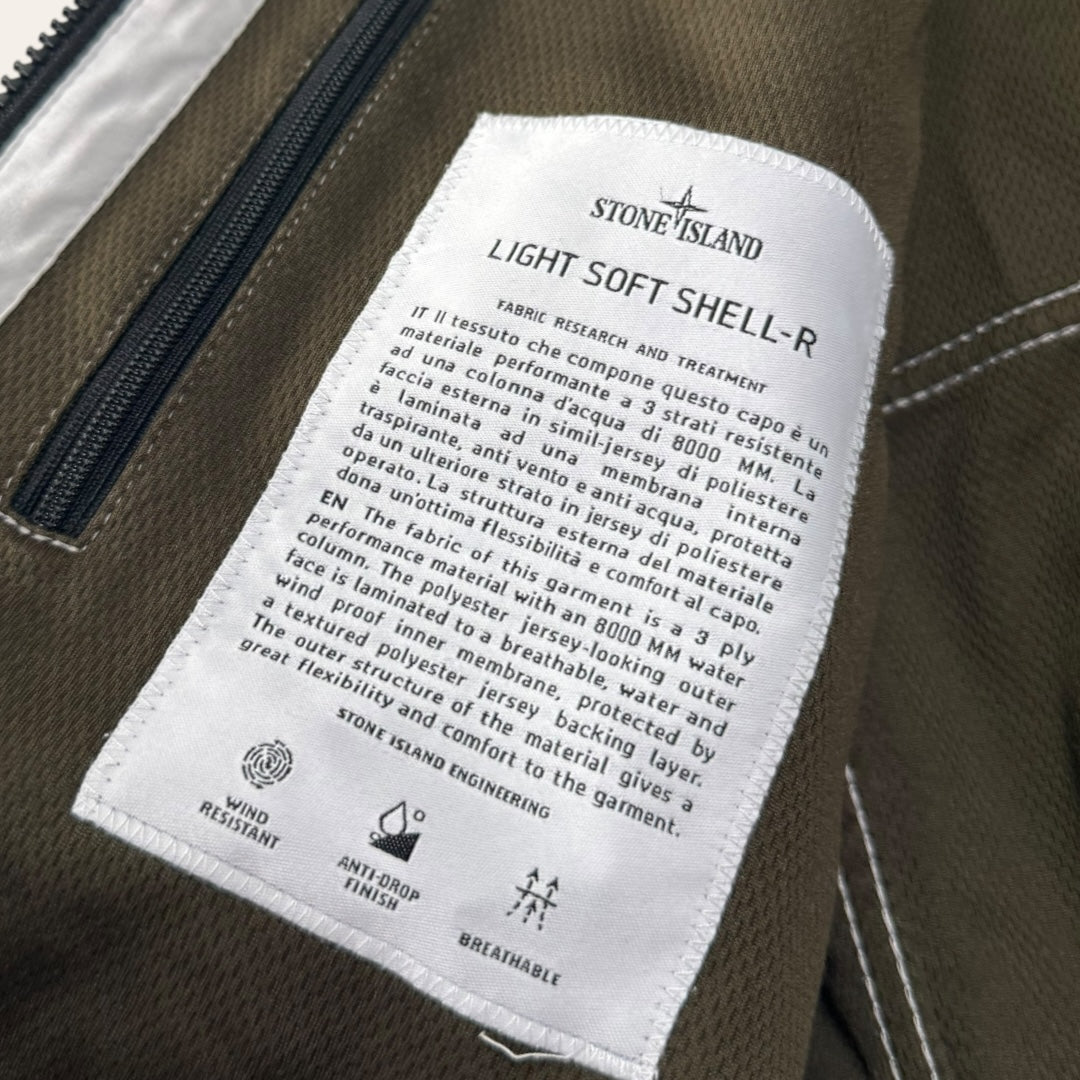 STONE ISLAND
LIGHT SOFT SHELL-R
FABRIC RESEARCH AND TREATMENT
IT Il tessuto che compone questo capo è un
materiale performante a 3 strati resistente
ad una colonna d'acqua di 8000 MM. La
faccia esterna in simil-jersey di poliestere
è laminata ad una membrana interna
traspirante, anti vento e anti acqua, protetta
da un ulteriore strato in jersey di poliestere
operato. La struttura esterna del materiale
dona un'ottima flessibilità e comfort al capo.
EN The fabric of this garment is a 3 ply
performance material with an 8000 MM water
column. The polyester jersey-looking outer
face is laminated to a breathable, water and
wind proof inner membrane, protected by
a textured polyester jersey backing layer.
The outer structure of the material gives a
great flexibility and comfort to the garment.
STONE ISLAND ENGINEERING
WIND
RESISTANT
ANTI-DROP
FINISH
BREATHABLE